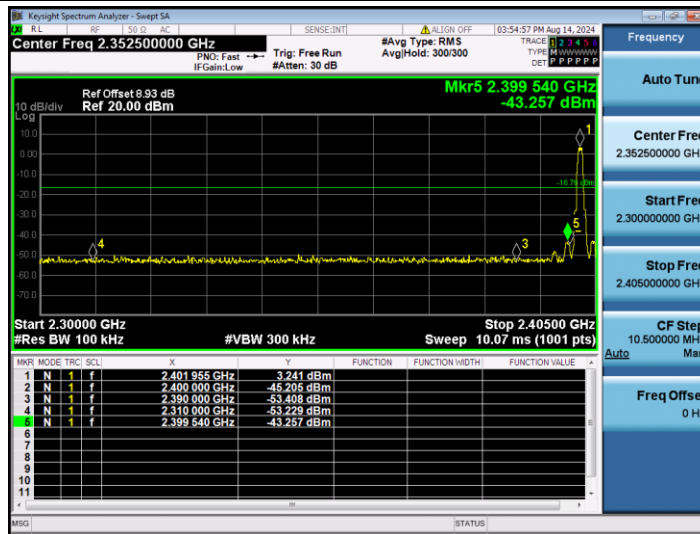 Keysight Spectrum Analyzer - Swept SA
RL RF 50 Ω AC SENSE:INT ALIGN OFF 03:54:57 PM Aug 14, 2024
Center Freq 2.352500000 GHz
PNO: Fast
IFGain:Low
Trig: Free Run
#Atten: 30 dB
#Avg Type: RMS
Avg|Hold: 300/300
TRACE 1 2 3 4 5 6
TYPE M W W W W W
DET P P P P P P
Mkr5 2.399 540 GHz
-43.257 dBm
Ref Offset 8.93 dB
10 dB/div Ref 20.00 dBm
Log
10.0
0.00
-10.0
-20.0
-30.0
-40.0
-50.0
-60.0
-70.0
1
-16.76 dBm
5
4
3
Start 2.30000 GHz Stop 2.40500 GHz
#Res BW 100 kHz #VBW 300 kHz Sweep 10.07 ms (1001 pts)
MKR MODE TRC SCL X Y FUNCTION FUNCTION WIDTH FUNCTION VALUE
1 N 1 f 2.401 955 GHz 3.241 dBm
2 N 1 f 2.400 000 GHz -45.205 dBm
3 N 1 f 2.390 000 GHz -53.408 dBm
4 N 1 f 2.310 000 GHz -53.229 dBm
5 N 1 f 2.399 540 GHz -43.257 dBm
6
7
8
9
10
11
MSG STATUS
Frequency
Auto Tun
Center Fre
2.352500000 GH
Start Fre
2.300000000 GH
Stop Fre
2.405000000 GH
CF Step
10.500000 MH
Auto Ma
Freq Offse
0 H